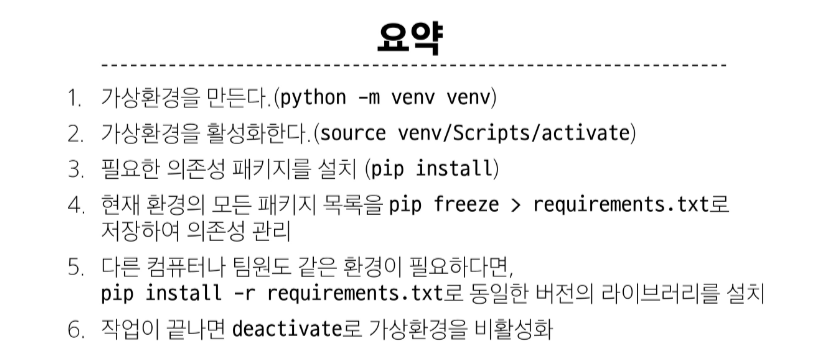 요약
1. 가상환경을 만든다.(python -m venv venv)
2. 가상환경을 활성화한다.(source venv/Scripts/activate)
3. 필요한 의존성 패키지를 설치 (pip install)
4. 현재 환경의 모든 패키지 목록을 pip freeze > requirements.txt로
저장하여 의존성 관리
5. 다른 컴퓨터나 팀원도 같은 환경이 필요하다면,
pip install -r requirements.txt로 동일한 버전의 라이브러리를 설치
6. 작업이 끝나면 deactivate로 가상환경을 비활성화